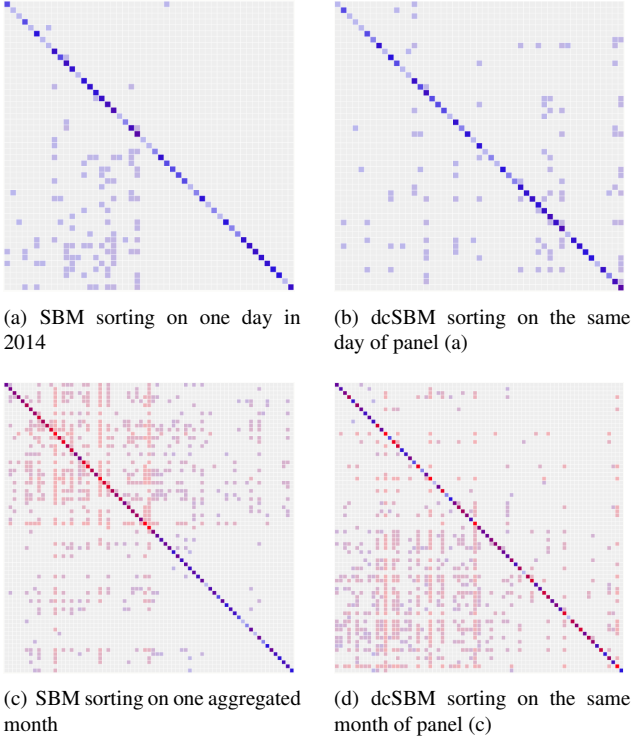 (a) SBM sorting on one day in
2014
(b) dcSBM sorting on the same
day of panel (a)
(c) SBM sorting on one aggregated
month
(d) dcSBM sorting on the same
month of panel (c)